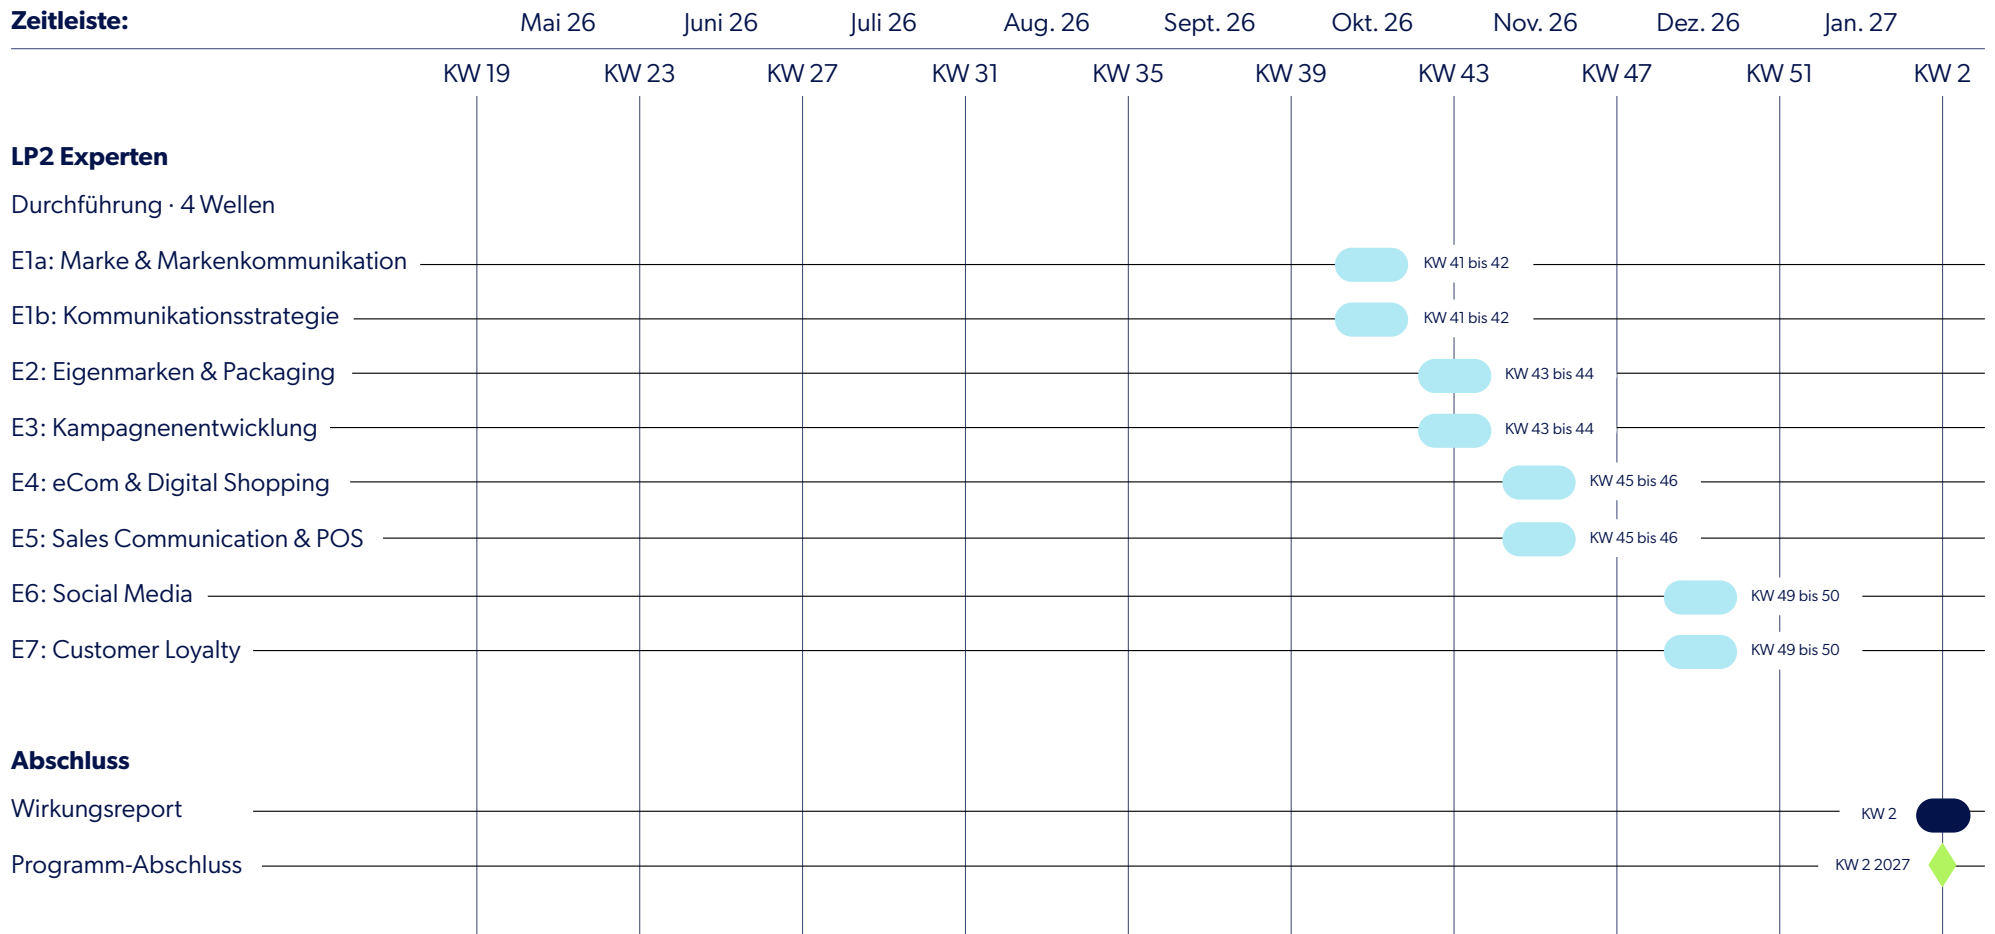 Zeitleiste: Mai 26 Juni 26 Juli 26 Aug. 26 Sept. 26 Okt. 26 Nov. 26 Dez. 26 Jan. 27
KW 19 KW 23 KW 27 KW 31 KW 35 KW 39 KW 43 KW 47 KW 51 KW 2
LP2 Experten
Durchführung · 4 Wellen
E1a: Marke & Markenkommunikation KW 41 bis 42
E1b: Kommunikationsstrategie KW 41 bis 42
E2: Eigenmarken & Packaging KW 43 bis 44
E3: Kampagnenentwicklung KW 43 bis 44
E4: eCom & Digital Shopping KW 45 bis 46
E5: Sales Communication & POS KW 45 bis 46
E6: Social Media KW 49 bis 50
E7: Customer Loyalty KW 49 bis 50
Abschluss
Wirkungsreport KW 2
Programm-Abschluss KW 2 2027